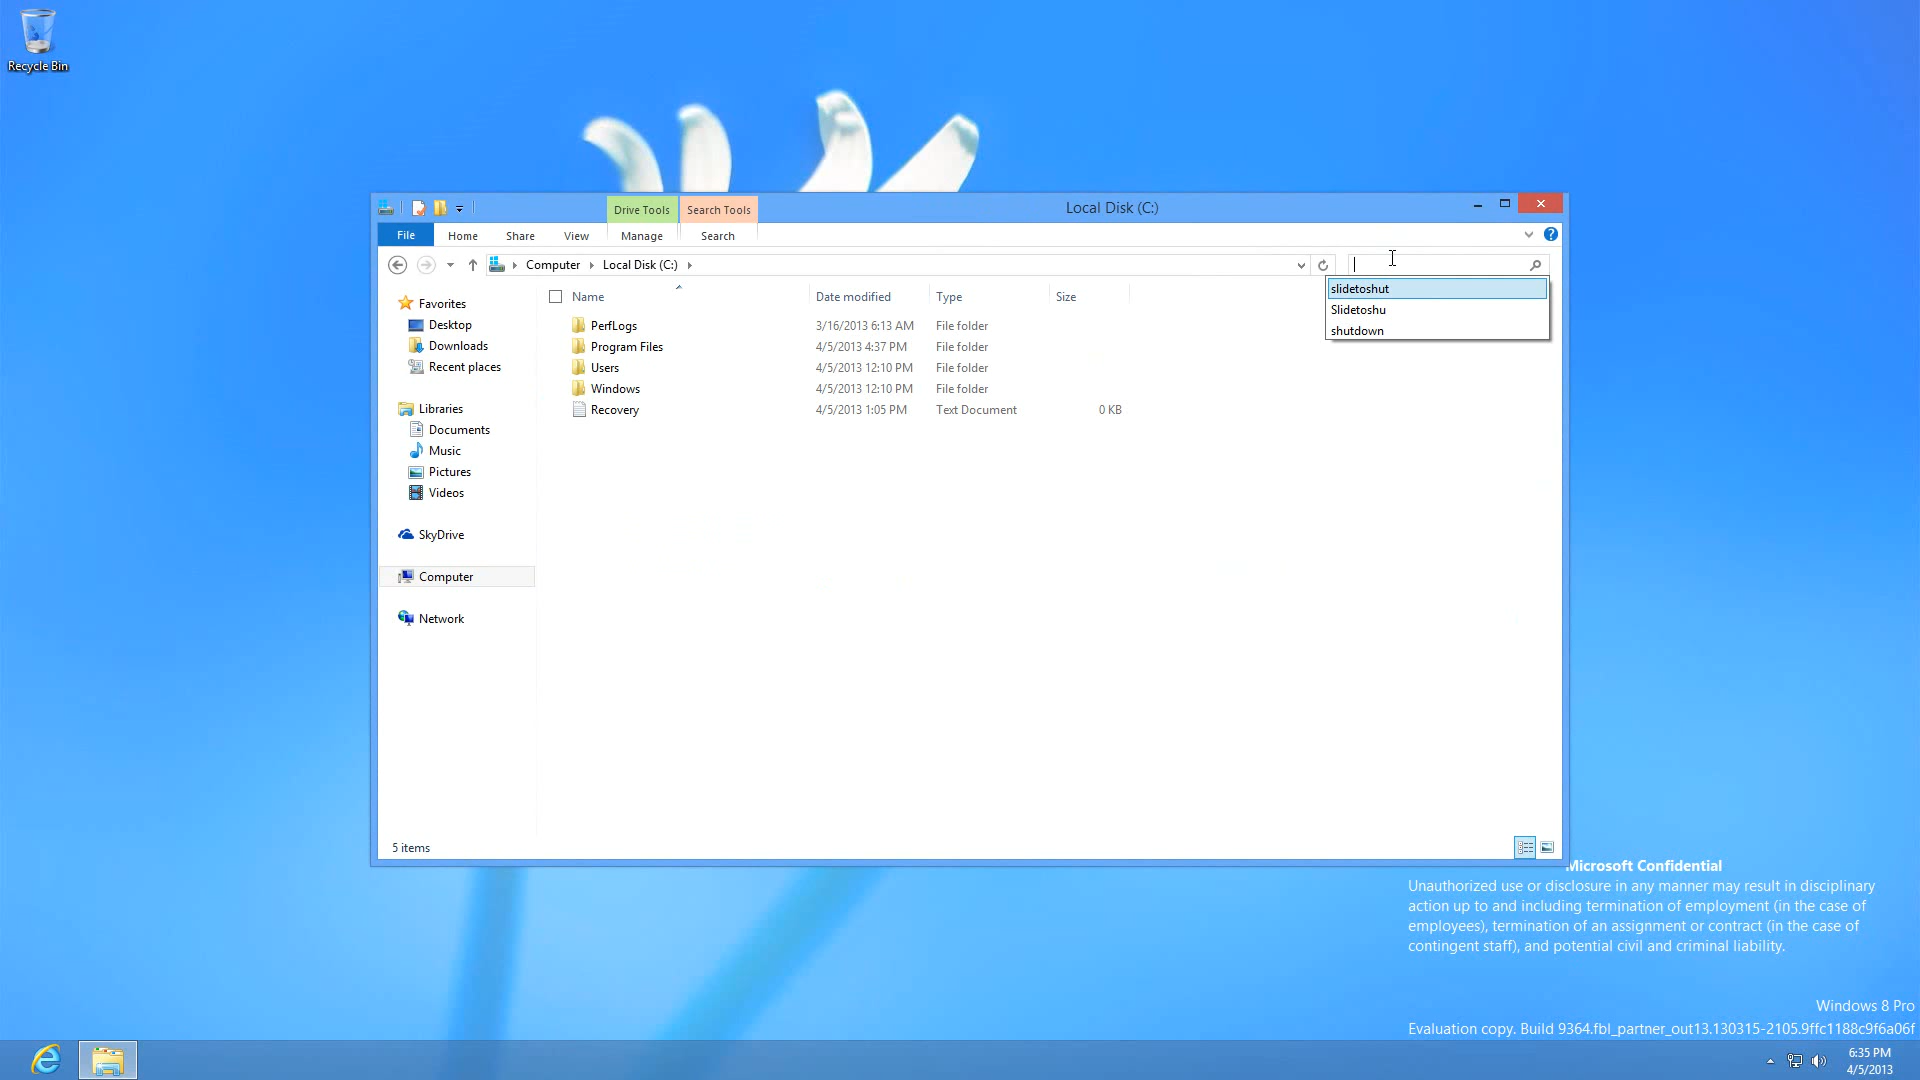 Recycle Bin
Drive Tools
Search Tools
Local Disk (C:)
File
Home
Share
View
Manage
Search
Computer
Local Disk (C:)
slidetoshut
Slidetoshu
shutdown
Name
Date modified
Type
Size
PerfLogs 3/16/2013 6:13 AM File folder
Program Files 4/5/2013 4:37 PM File folder
Users 4/5/2013 12:10 PM File folder
Windows 4/5/2013 12:10 PM File folder
Recovery 4/5/2013 1:05 PM Text Document 0 KB
Favorites
Desktop
Downloads
Recent places
Libraries
Documents
Music
Pictures
Videos
SkyDrive
Computer
Network
5 items
Microsoft Confidential
Unauthorized use or disclosure in any manner may result in disciplinary
action up to and including termination of employment (in the case of
employees), termination of an assignment or contract (in the case of
contingent staff), and potential civil and criminal liability.
Windows 8 Pro
Evaluation copy. Build 9364.fbl_partner_out13.130315-2105.9ffc1188c9f6a06f
6:35 PM
4/5/2013